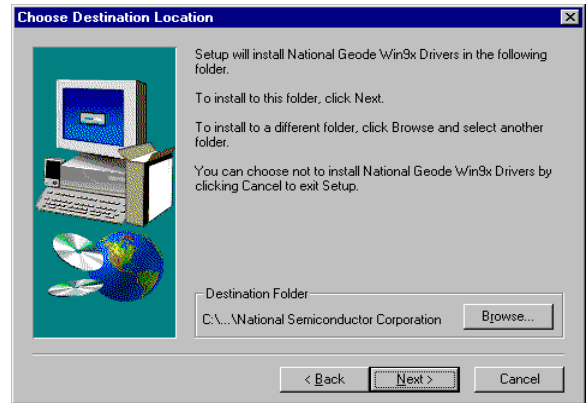 Choose Destination Location
Setup will install National Geode Win9x Drivers in the following
folder.
To install to this folder, click Next.
To install to a different folder, click Browse and select another
folder.
You can choose not to install National Geode Win9x Drivers by
clicking Cancel to exit Setup.
Destination Folder
C:\...\National Semiconductor Corporation
Browse...
< Back
Next >
Cancel